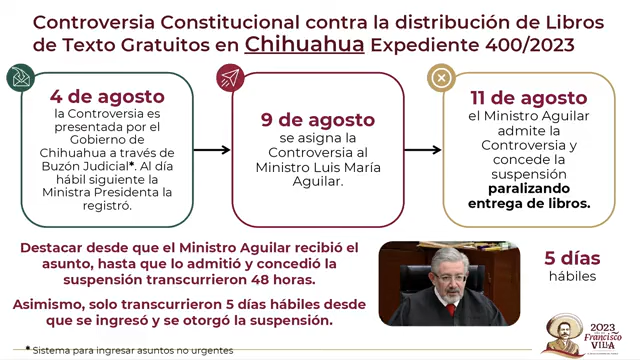 Controversia Constitucional contra la distribución de Libros
de Texto Gratuitos en Chihuahua Expediente 400/2023
4 de agosto
la Controversia es
presentada por el
Gobierno de
Chihuahua a través de
Buzón Judicial*. Al día
hábil siguiente la
Ministra Presidenta la
registró.
9 de agosto
se asigna la
Controversia al
Ministro Luis María
Aguilar.
11 de agosto
el Ministro Aguilar
admite la
Controversia y
concede la
suspensión
paralizando
entrega de libros.
Destacar desde que el Ministro Aguilar recibió el
asunto, hasta que lo admitió y concedió la
suspensión transcurrieron 48 horas.
Asimismo, solo transcurrieron 5 días hábiles desde
que se ingresó y se otorgó la suspensión.
5 días
hábiles
* Sistema para ingresar asuntos no urgentes
2023
Francisco
VILLA